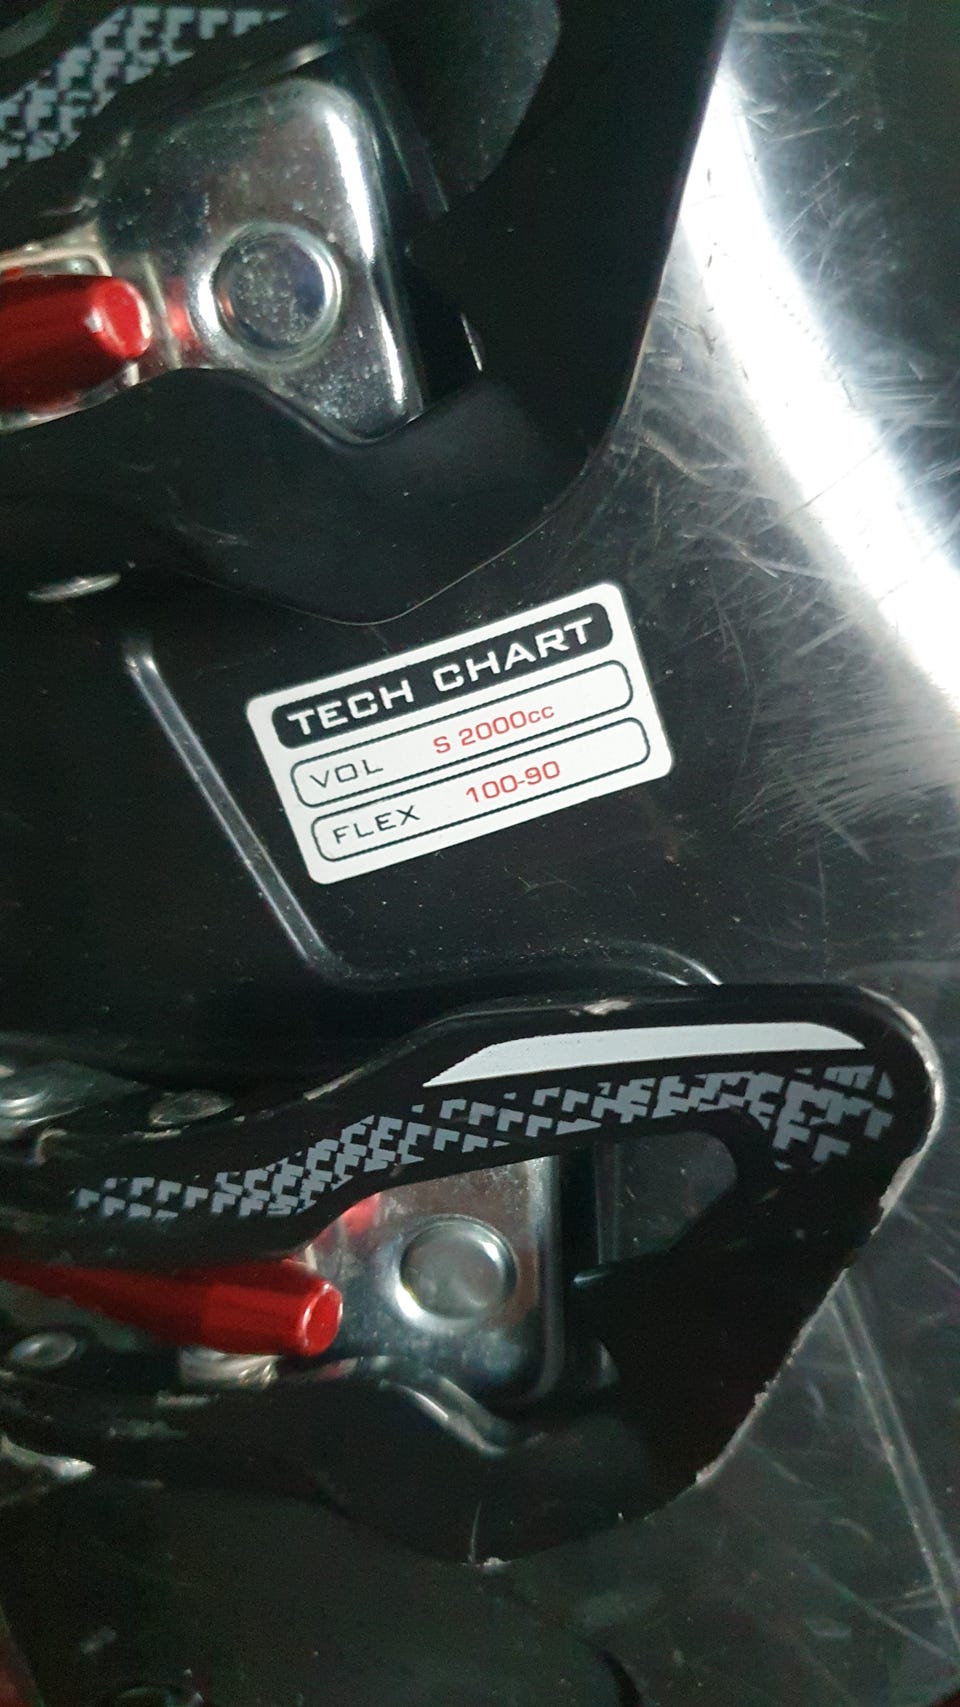 TECH CHART
VOL S 2000cc
FLEX 100-90